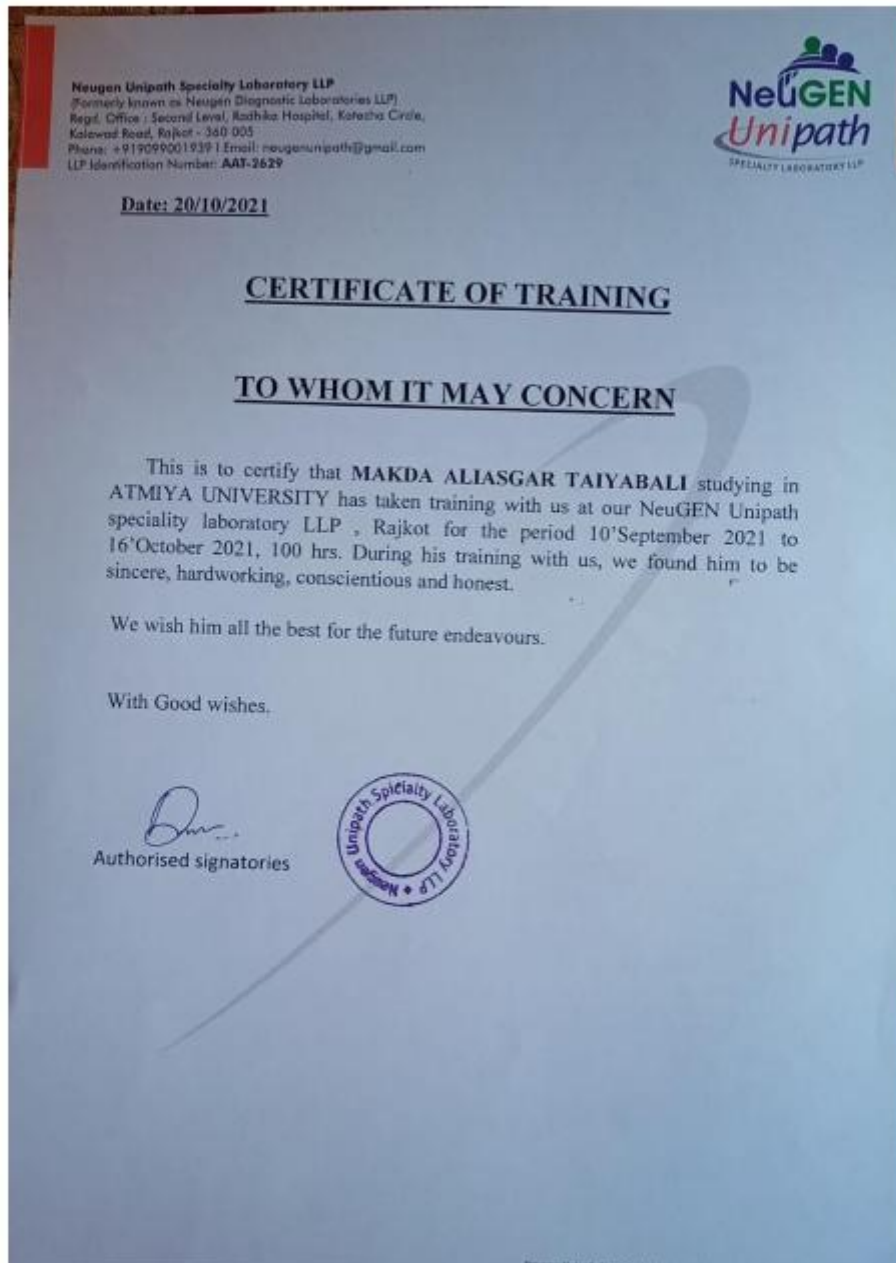 Neugen Unipath Specialty Laboratory LLP
(Formerly known as Neugen Diagnostic Laboratories LLP)
Regd. Office : Second Level, Radhika Hospital, Kotecha Circle,
Kalawad Road, Rajkot - 360 005
Phone: +919099001939 I Email: neugenunipath@gmail.com
LLP Identification Number: AAT-2629
NeuGEN
Unipath
SPECIALTY LABORATORY LLP
Date: 20/10/2021
CERTIFICATE OF TRAINING
TO WHOM IT MAY CONCERN
This is to certify that MAKDA ALIASGAR TAIYABALI studying in
ATMIYA UNIVERSITY has taken training with us at our NeuGEN Unipath
speciality laboratory LLP , Rajkot for the period 10'September 2021 to
16'October 2021, 100 hrs. During his training with us, we found him to be
sincere, hardworking, conscientious and honest.
We wish him all the best for the future endeavours.
With Good wishes.
Authorised signatories
Neugen Unipath Spicialty Laboratory LLP